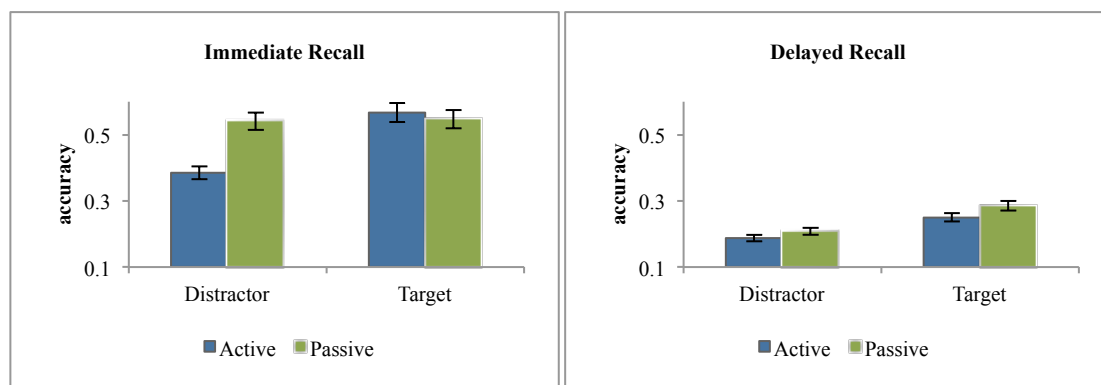 Immediate Recall
accuracy
0.5
0.3
0.1
Distractor Target
Active Passive
Delayed Recall
accuracy
0.5
0.3
0.1
Distractor Target
Active Passive